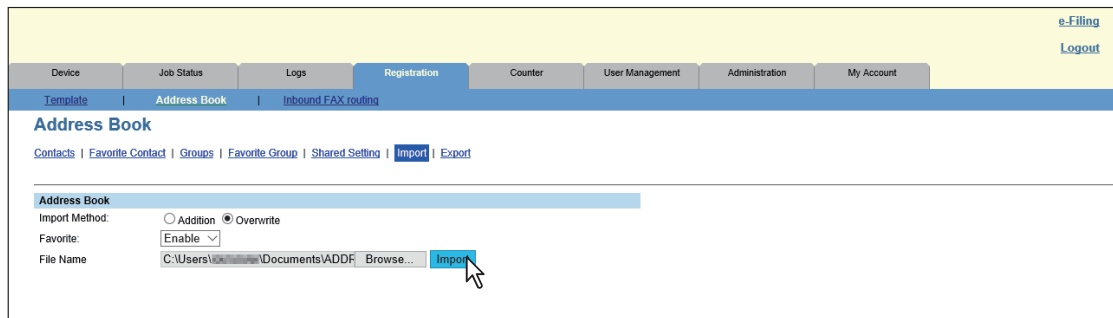 e-Filing
Logout
Device Job Status Logs Registration Counter User Management Administration My Account
Template | Address Book | Inbound FAX routing
Address Book
Contacts | Favorite Contact | Groups | Favorite Group | Shared Setting | Import | Export
Address Book
Import Method: Addition Overwrite
Favorite: Enable
File Name C:\Users\ \Documents\ADDR Browse... Import